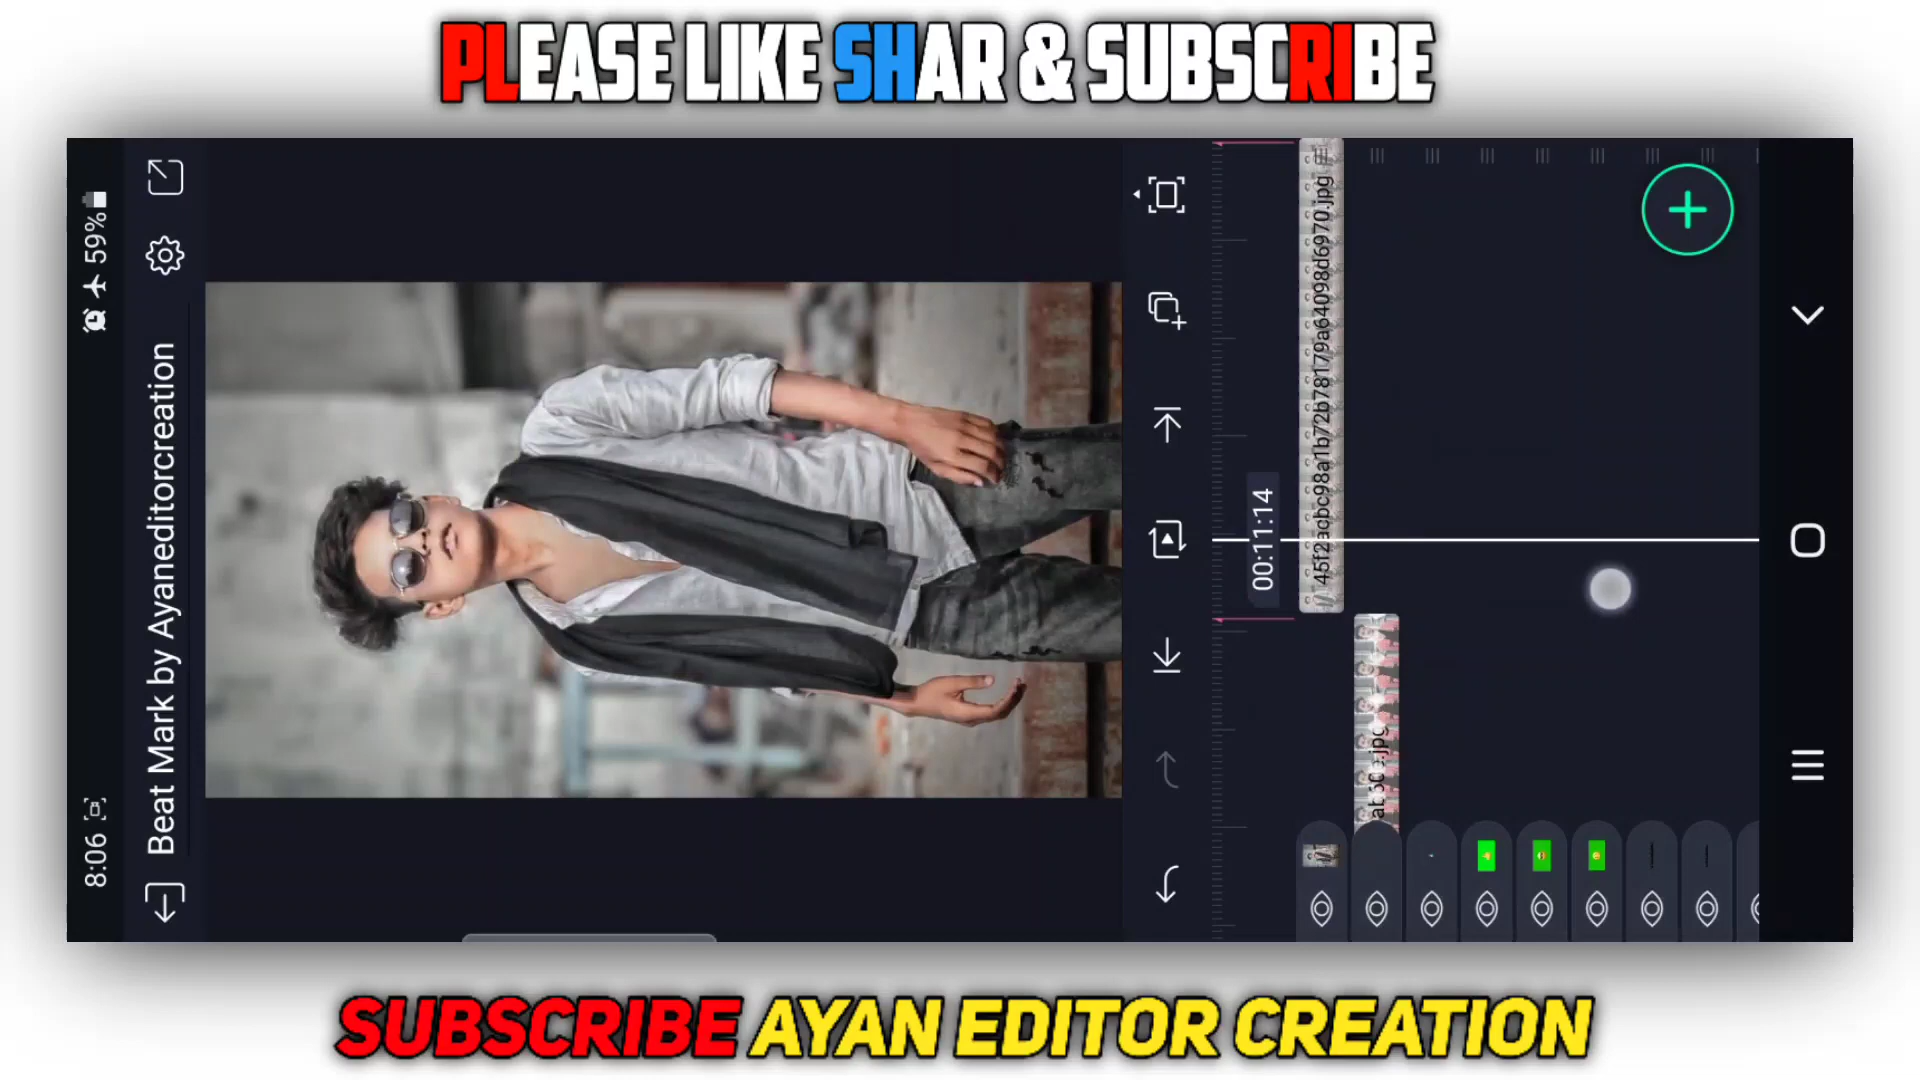 PLEASE LIKE SHAR & SUBSCRIBE
8:06
59%
Beat Mark by Ayaneditorcreation
00:11:14
45f2acbc98a1b72b78179a64098d6970.jpg
SUBSCRIBE AYAN EDITOR CREATION